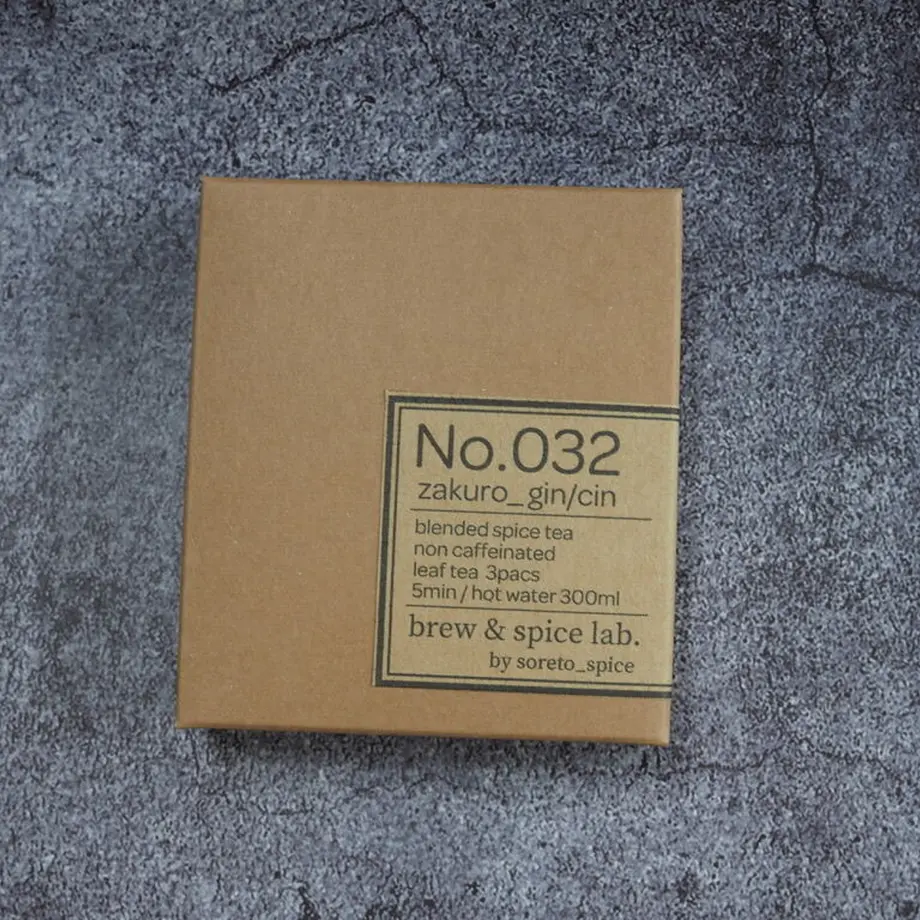 No.032
zakuro_gin/cin
blended spice tea
non caffeinated
leaf tea 3pacs
5min / hot water 300ml
brew & spice lab.
by soreto_spice